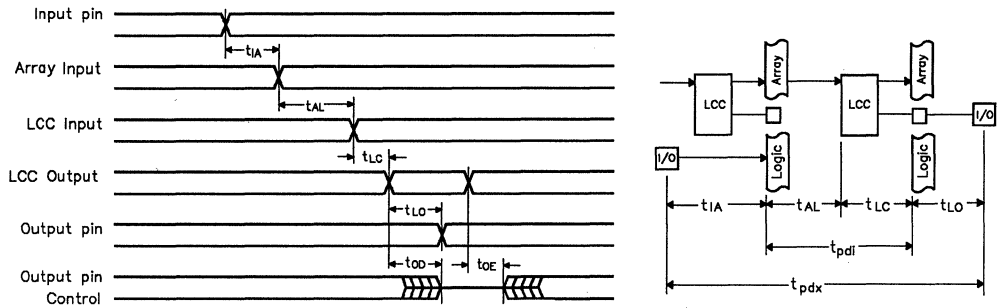 Input pin
tIA
Array Input
tAL
LCC Input
tLC
LCC Output
tLO
Output pin
tOD
tOE
Output pin
Control
Array
Array
LCC
LCC
I/O
I/O
Logic
Logic
tIA
tAL
tLC
tLO
tpdi
tpdx